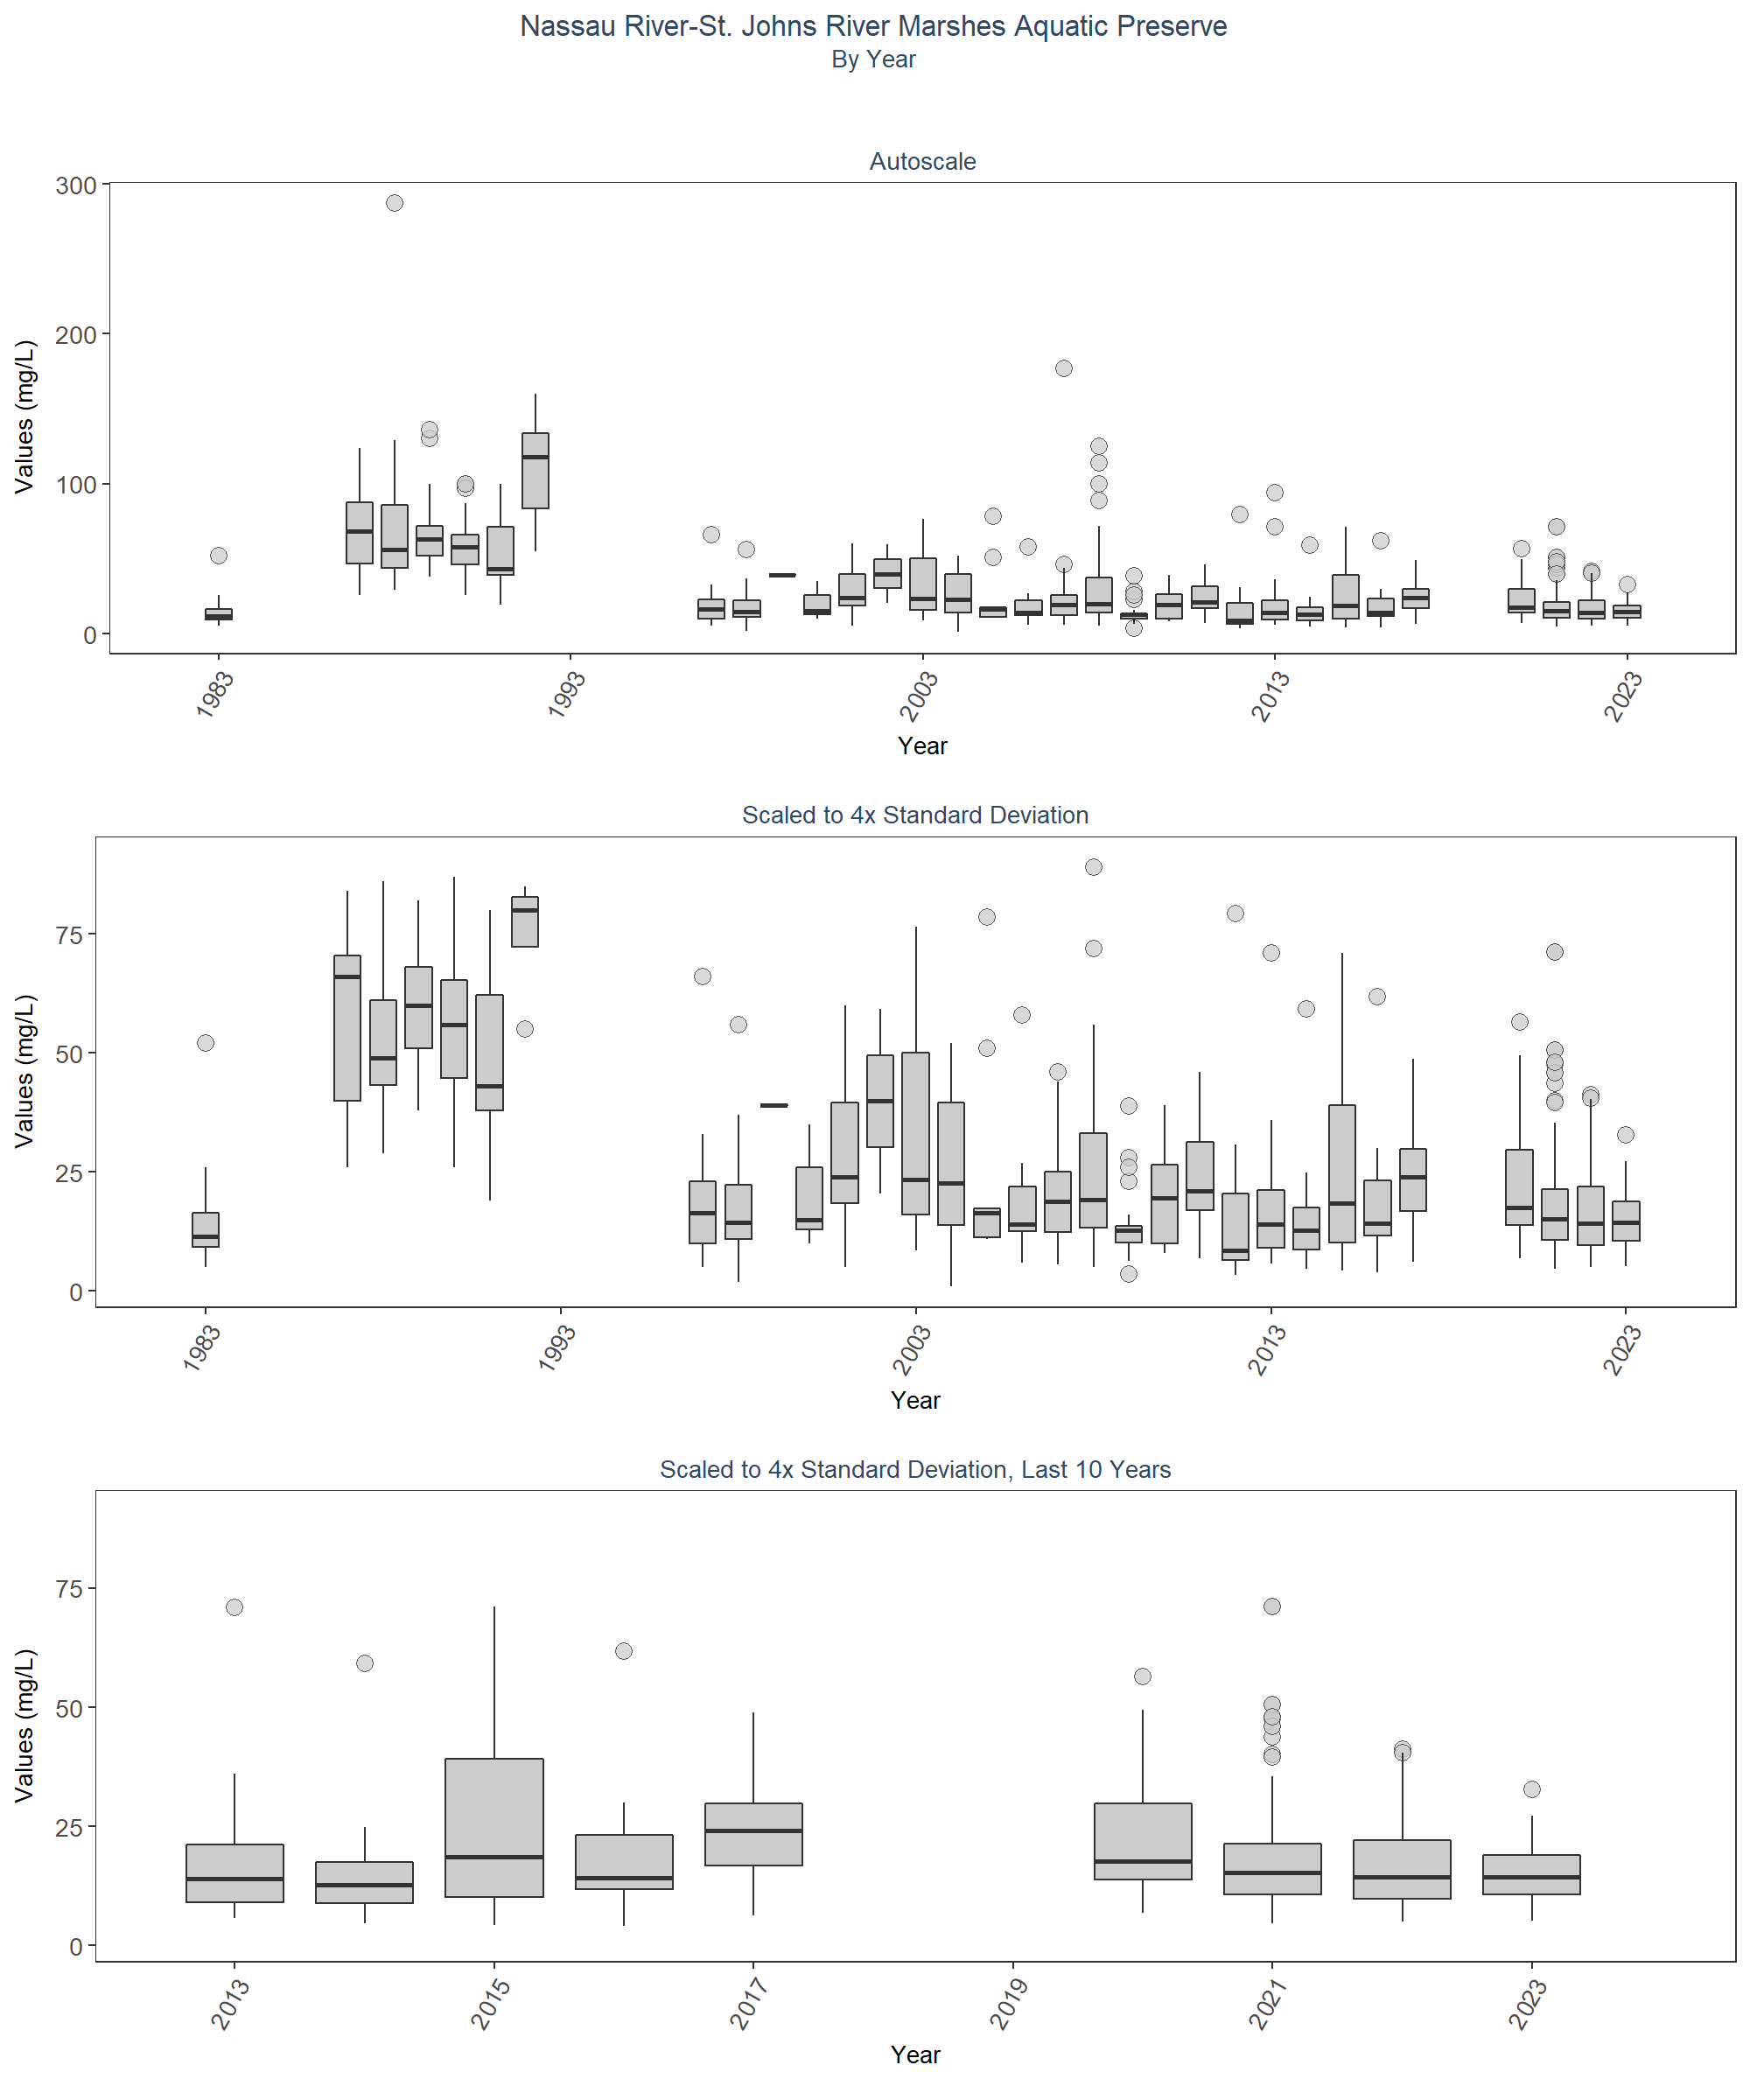 Nassau River-St. Johns River Marshes Aquatic Preserve
By Year
Autoscale
Values (mg/L)
300
200
100
0
1983
1993
2003
2013
2023
Year
Scaled to 4x Standard Deviation
Values (mg/L)
75
50
25
0
1983
1993
2003
2013
2023
Year
Scaled to 4x Standard Deviation, Last 10 Years
Values (mg/L)
75
50
25
0
2013
2015
2017
2019
2021
2023
Year